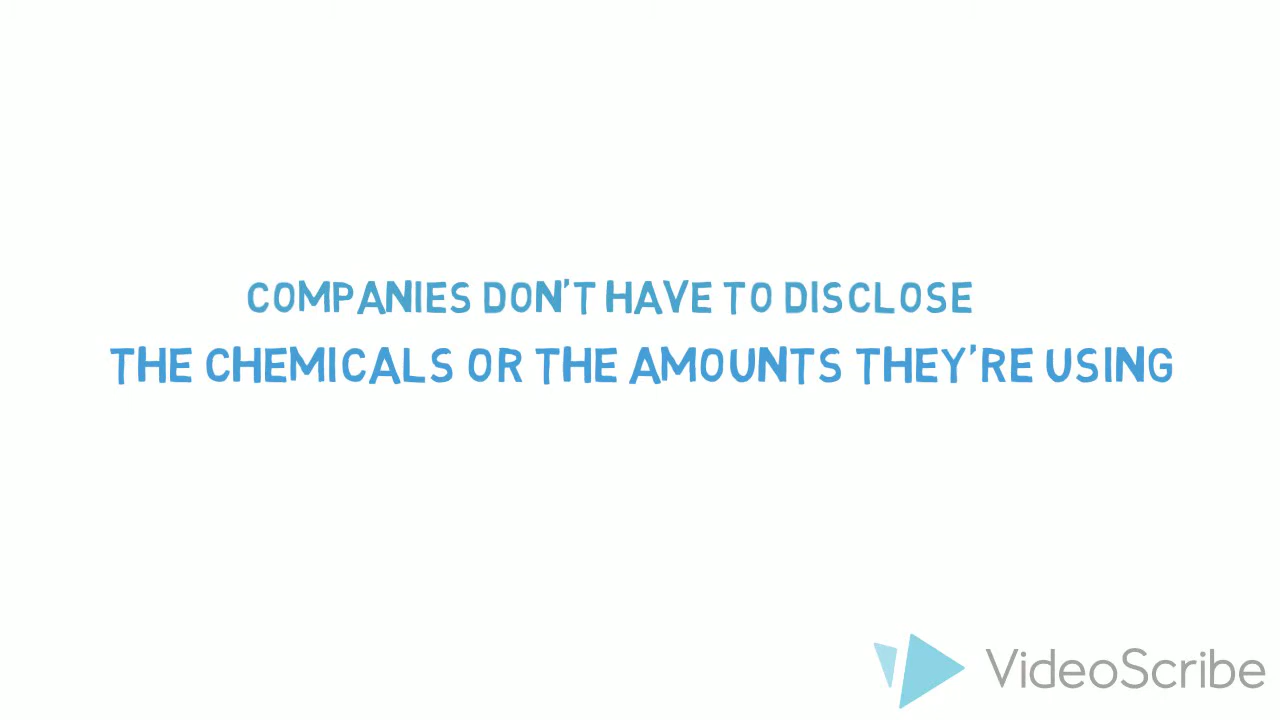 COMPANIES DON'T HAVE TO DISCLOSE
THE CHEMICALS OR THE AMOUNTS THEY'RE USING
VideoScribe